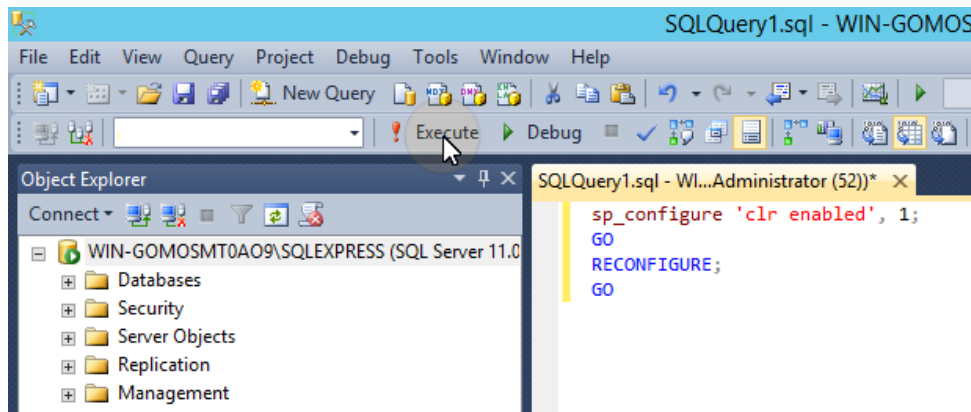 SQLQuery1.sql - WIN-GOMOS
File Edit View Query Project Debug Tools Window Help
New Query
Execute Debug
Object Explorer
SQLQuery1.sql - WI...Administrator (52))*
Connect
WIN-GOMOSMT0AO9\SQLEXPRESS (SQL Server 11.0
Databases
Security
Server Objects
Replication
Management
sp_configure 'clr enabled', 1;
GO
RECONFIGURE;
GO